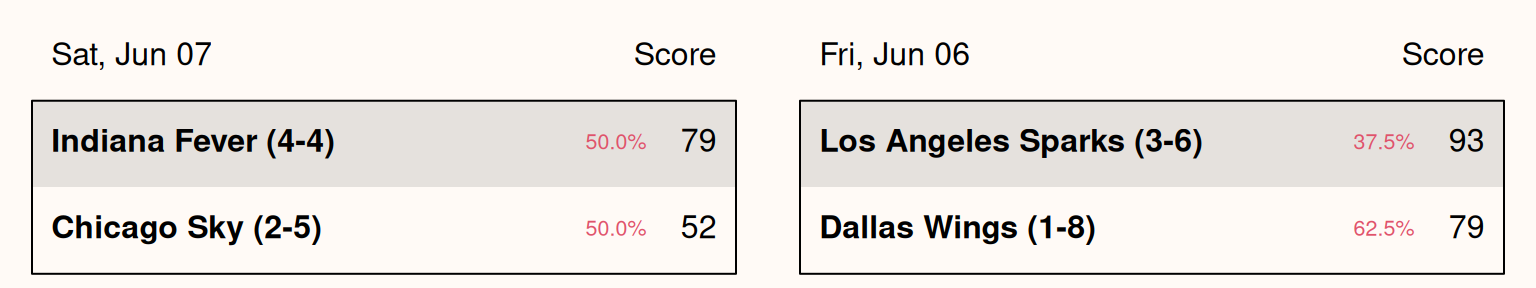 Sat, Jun 07 Score
Indiana Fever (4-4) 50.0% 79
Chicago Sky (2-5) 50.0% 52
Fri, Jun 06 Score
Los Angeles Sparks (3-6) 37.5% 93
Dallas Wings (1-8) 62.5% 79